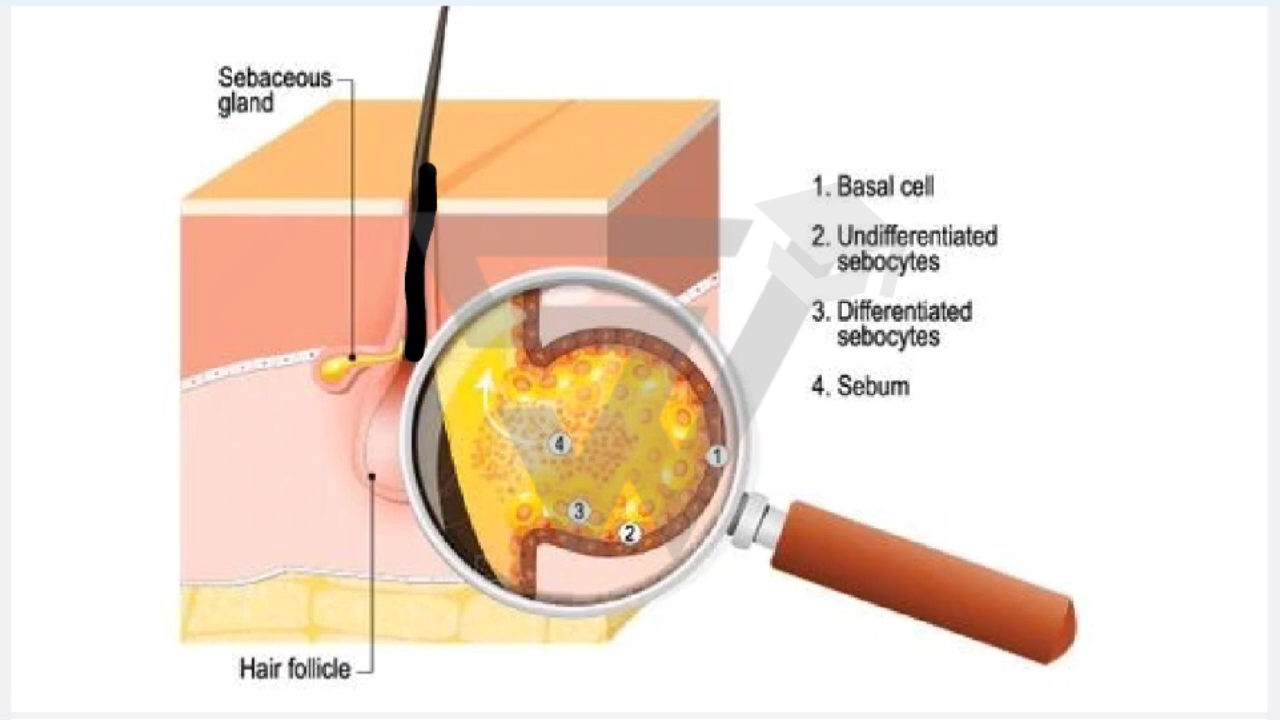 Sebaceous
gland
1. Basal cell
2. Undifferentiated
sebocytes
3. Differentiated
sebocytes
4. Sebum
4
1
3
2
Hair follicle